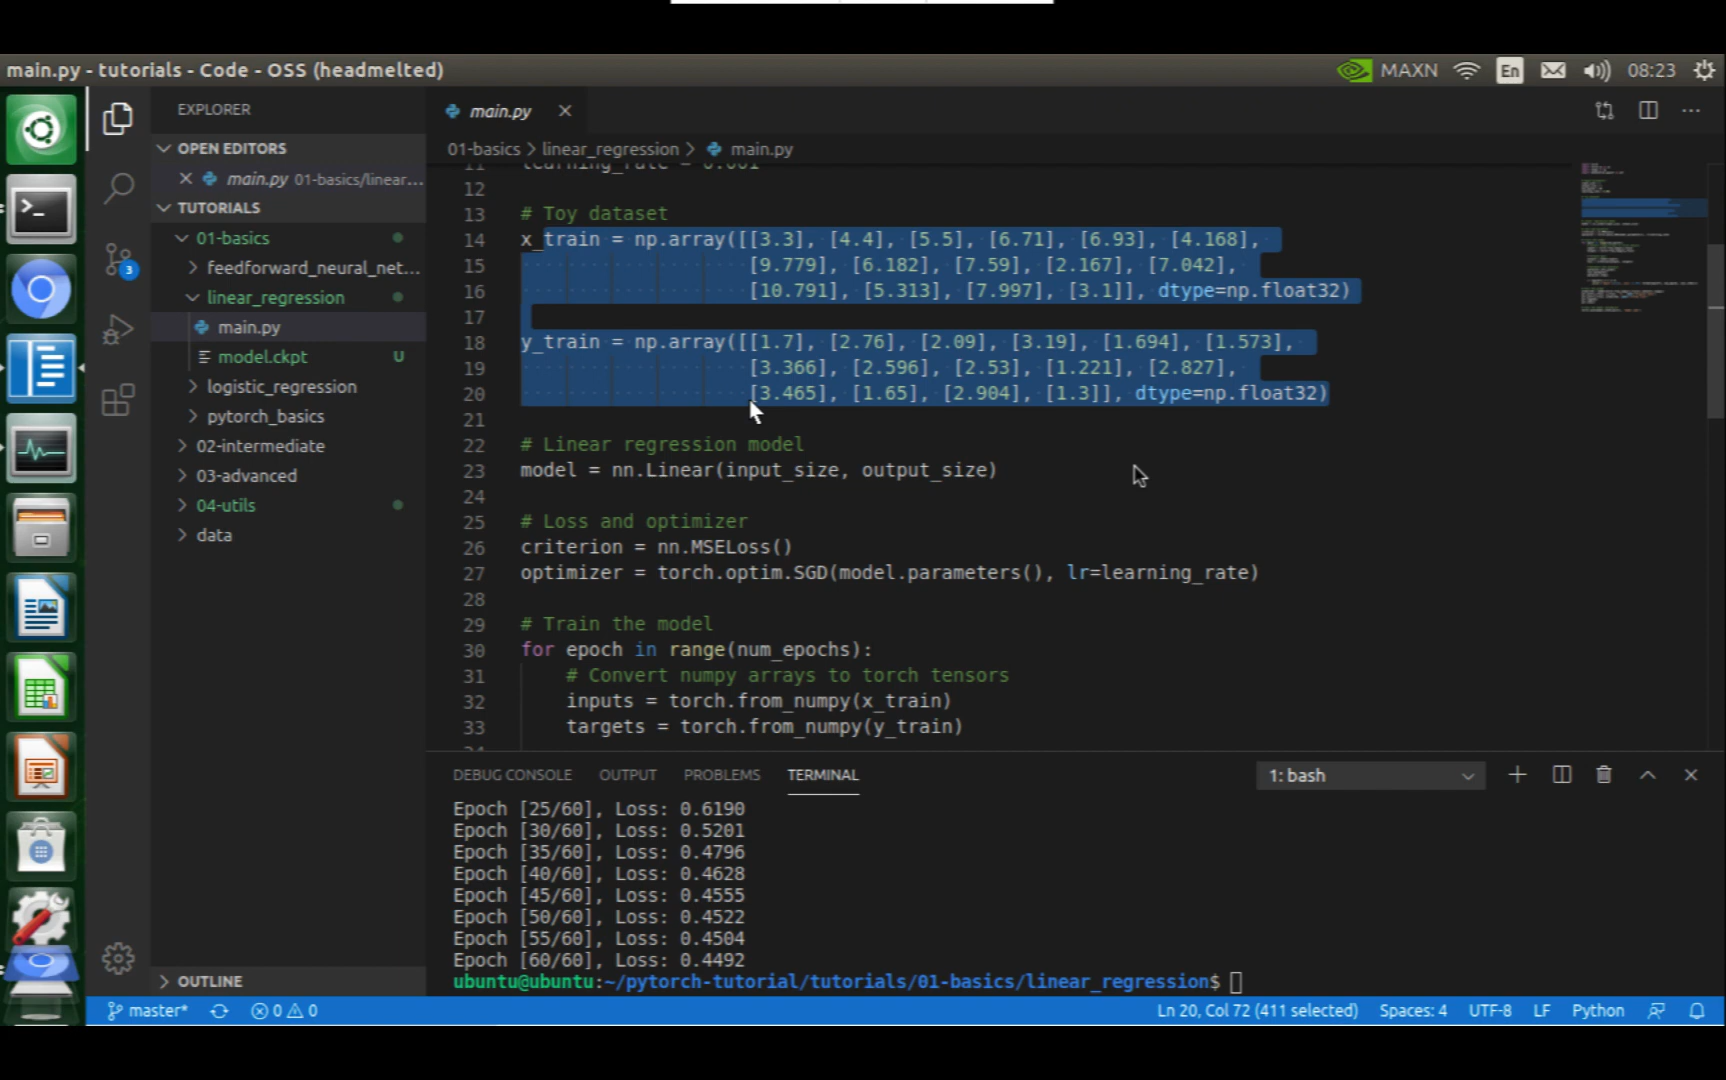 main.py - tutorials - Code - OSS (headmelted)
MAXN
En
08:23
EXPLORER
OPEN EDITORS
main.py 01-basics/linear...
TUTORIALS
01-basics
feedforward_neural_net...
linear_regression
main.py
model.ckpt U
logistic_regression
pytorch_basics
02-intermediate
03-advanced
04-utils
data
OUTLINE
3
main.py
01-basics > linear_regression > main.py
12
13 # Toy dataset
14 x_train = np.array([[3.3], [4.4], [5.5], [6.71], [6.93], [4.168],
15 [9.779], [6.182], [7.59], [2.167], [7.042],
16 [10.791], [5.313], [7.997], [3.1]], dtype=np.float32)
17
18 y_train = np.array([[1.7], [2.76], [2.09], [3.19], [1.694], [1.573],
19 [3.366], [2.596], [2.53], [1.221], [2.827],
20 [3.465], [1.65], [2.904], [1.3]], dtype=np.float32)
21
22 # Linear regression model
23 model = nn.Linear(input_size, output_size)
24
25 # Loss and optimizer
26 criterion = nn.MSELoss()
27 optimizer = torch.optim.SGD(model.parameters(), lr=learning_rate)
28
29 # Train the model
30 for epoch in range(num_epochs):
31 # Convert numpy arrays to torch tensors
32 inputs = torch.from_numpy(x_train)
33 targets = torch.from_numpy(y_train)
DEBUG CONSOLE OUTPUT PROBLEMS TERMINAL
1: bash
Epoch [25/60], Loss: 0.6190
Epoch [30/60], Loss: 0.5201
Epoch [35/60], Loss: 0.4796
Epoch [40/60], Loss: 0.4628
Epoch [45/60], Loss: 0.4555
Epoch [50/60], Loss: 0.4522
Epoch [55/60], Loss: 0.4504
Epoch [60/60], Loss: 0.4492
ubuntu@ubuntu:~/pytorch-tutorial/tutorials/01-basics/linear_regression$
master* 0 0 Ln 20, Col 72 (411 selected) Spaces: 4 UTF-8 LF Python